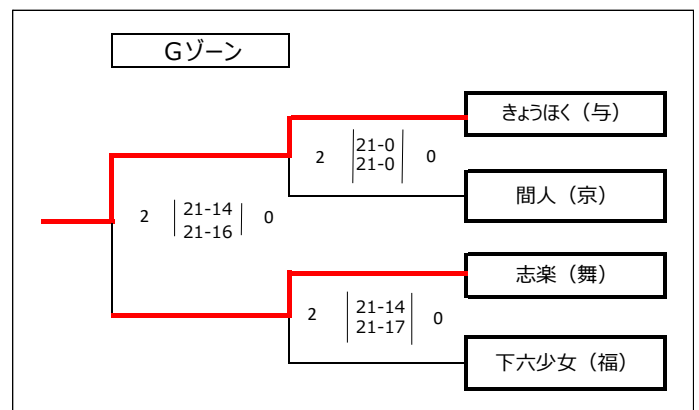 Gゾーン
きょうほく（与）
2 21-0 0
21-0
間人（京）
2 21-14 0
21-16
志楽（舞）
2 21-14 0
21-17
下六少女（福）